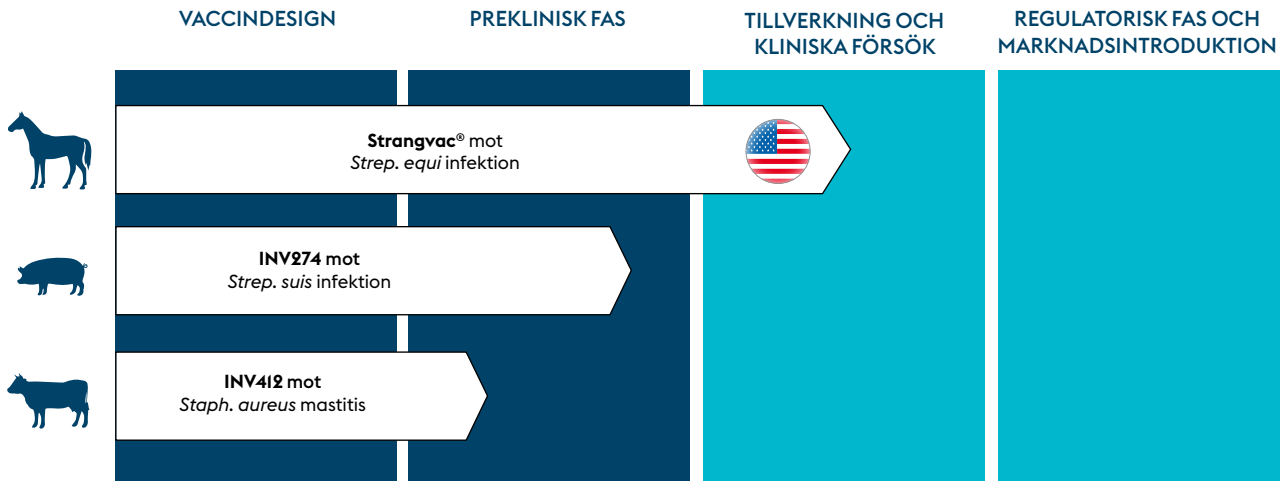 VACCINDESIGN
PREKLINISK FAS
TILLVERKNING OCH
KLINISKA FÖRSÖK
REGULATORISK FAS OCH
MARKNADSINTRODUKTION
Strangvac® mot
Strep. equi infektion
INV274 mot
Strep. suis infektion
INV412 mot
Staph. aureus mastitis